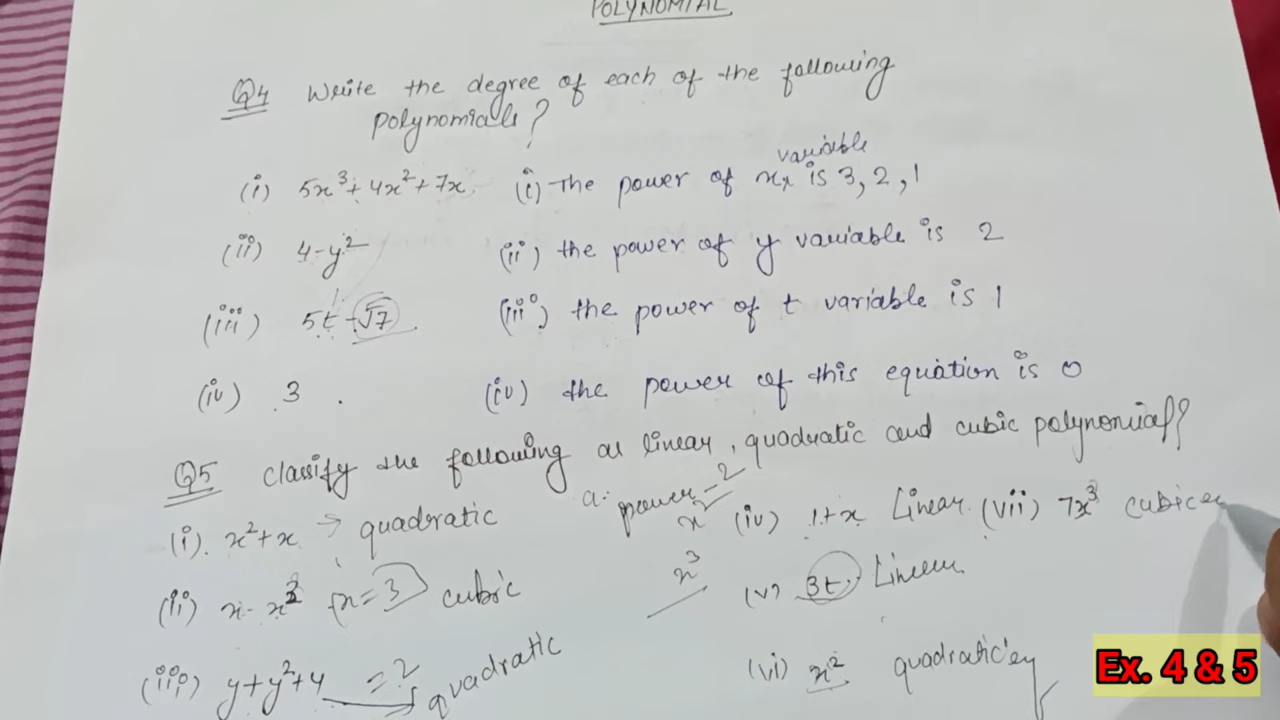 POLYNOMIAL
Q4 Write the degree of each of the following
polynomials?
(i) 5x³+4x²+7x (i) The power of x variable is 3, 2, 1
(ii) 4-y² (ii) the power of y variable is 2
(iii) 5t-√7 (iii) the power of t variable is 1
(iv) 3. (iv) the power of this equation is 0
Q5 Classify the following as linear, quadratic and cubic polynomial?
(i). x²+x → quadratic
(ii) x-x³ x=3 cubic
(iii) y+y²+4 =2 quadratic
power-2
x²
x³
(iv) 1+x Linear
(v) 3t Linear
(vi) x² quadratic
(vii) 7x³ cubic
Ex. 4 & 5